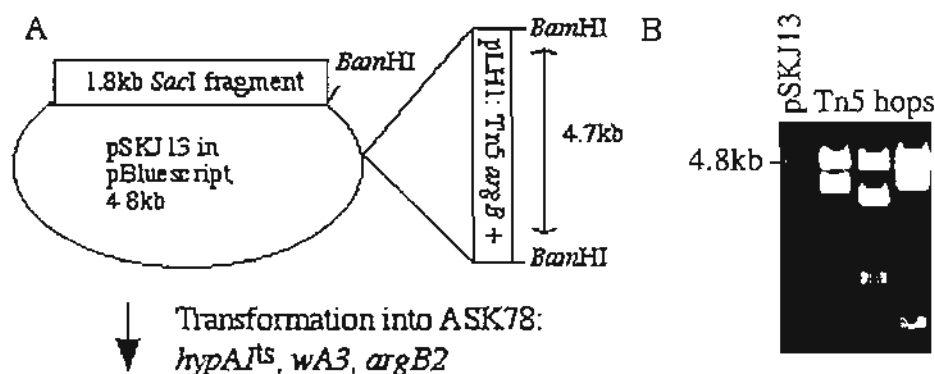 A
BamHI
1.8kb SacI fragment
BamHI
pSKJ13 in
pBluescript,
4.8kb
pLH1: Tn5 argB +
4.7kb
BamHI
Transformation into ASK78:
hypA1ts, wA3, argB2
B
pSKJ13
Tn5 hops
4.8kb